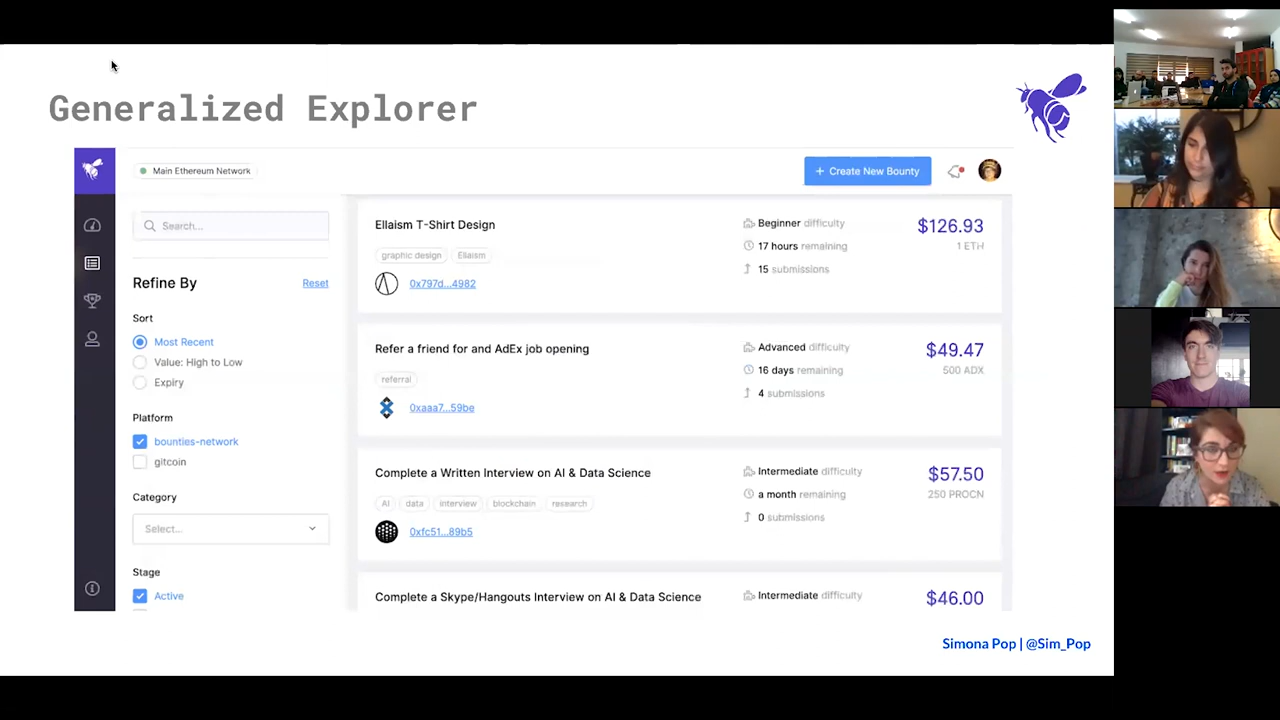 Generalized Explorer
Main Ethereum Network
+ Create New Bounty
Search...
Refine By
Reset
Sort
Most Recent
Value: High to Low
Expiry
Platform
bounties-network
gitcoin
Category
Select...
Stage
Active
Ellaism T-Shirt Design
graphic design Ellaism
0x797d...4982
Beginner difficulty
17 hours remaining
15 submissions
$126.93
1 ETH
Refer a friend for and AdEx job opening
referral
0xaaa7...59be
Advanced difficulty
16 days remaining
4 submissions
$49.47
500 ADX
Complete a Written Interview on AI & Data Science
AI data interview blockchain research
0xfc51...89b5
Intermediate difficulty
a month remaining
0 submissions
$57.50
250 PROCN
Complete a Skype/Hangouts Interview on AI & Data Science
Intermediate difficulty
$46.00
Simona Pop | @Sim_Pop